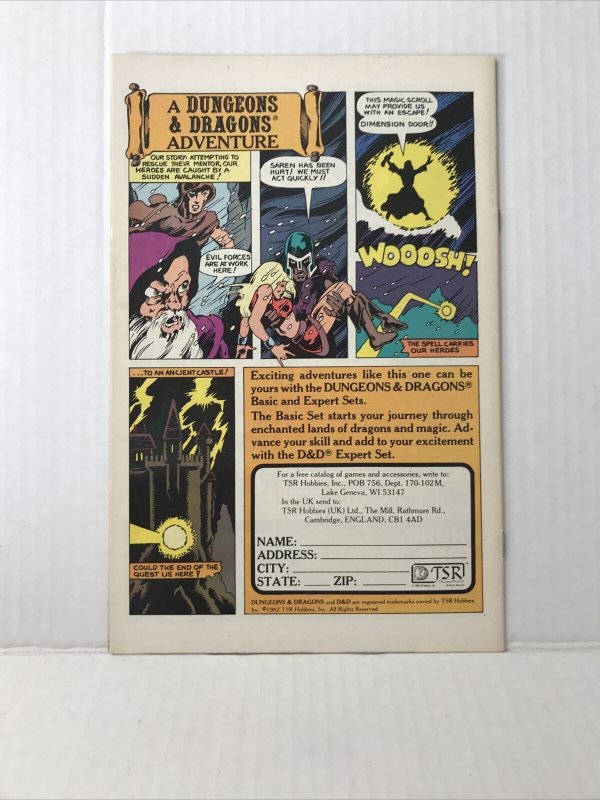 A DUNGEONS
& DRAGONS®
ADVENTURE
OUR STORY: ATTEMPTING TO
RESCUE THEIR MENTOR, OUR
HEROES ARE CAUGHT BY A
SUDDEN AVALANCHE!
EVIL FORCES
ARE AT WORK
HERE!
SAREN HAS BEEN
HURT! WE MUST
ACT QUICKLY!!
THIS MAGIC SCROLL
MAY PROVIDE US
WITH AN ESCAPE!
DIMENSION DOOR!!
WOOOSH!
THE SPELL CARRIES
OUR HEROES
...TO AN ANCIENT CASTLE!
COULD THE END OF THE
QUEST LIE HERE?
Exciting adventures like this one can be
yours with the DUNGEONS & DRAGONS®
Basic and Expert Sets.
The Basic Set starts your journey through
enchanted lands of dragons and magic. Ad-
vance your skill and add to your excitement
with the D&D® Expert Set.
For a free catalog of games and accessories, write to:
TSR Hobbies, Inc., POB 756, Dept. 170-102M,
Lake Geneva, WI 53147
In the UK send to:
TSR Hobbies (UK) Ltd., The Mill, Rathmore Rd.,
Cambridge, ENGLAND, CB1 4AD
NAME:
ADDRESS:
CITY:
STATE: ZIP:
TSR
DUNGEONS & DRAGONS and D&D are registered trademarks owned by TSR Hobbies,
Inc. ©1982 TSR Hobbies, Inc. All Rights Reserved.